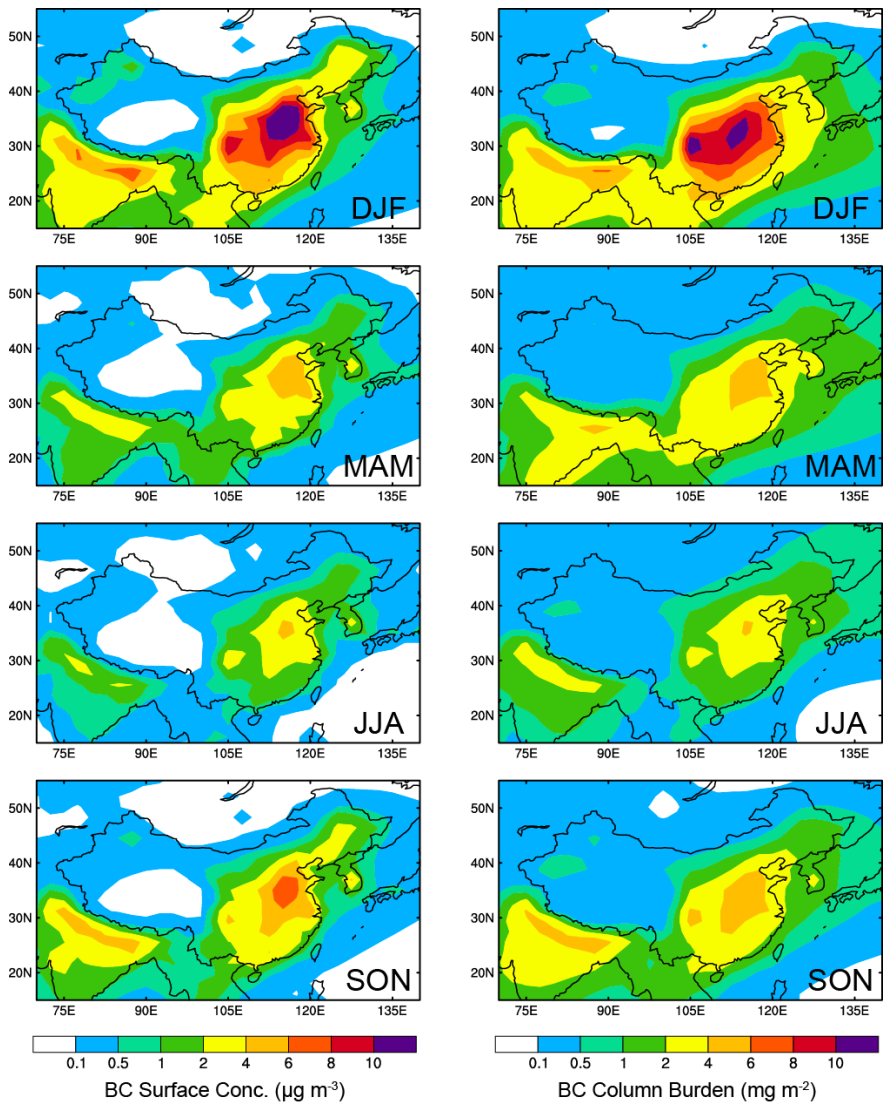 50N
40N
30N
20N
DJF
75E 90E 105E 120E 135E
50N
40N
30N
20N
DJF
75E 90E 105E 120E 135E
50N
40N
30N
20N
MAM
75E 90E 105E 120E 135E
50N
40N
30N
20N
MAM
75E 90E 105E 120E 135E
50N
40N
30N
20N
JJA
75E 90E 105E 120E 135E
50N
40N
30N
20N
JJA
75E 90E 105E 120E 135E
50N
40N
30N
20N
SON
75E 90E 105E 120E 135E
50N
40N
30N
20N
SON
75E 90E 105E 120E 135E
0.1 0.5 1 2 4 6 8 10
BC Surface Conc. (µg m⁻³)
0.1 0.5 1 2 4 6 8 10
BC Column Burden (mg m⁻²)